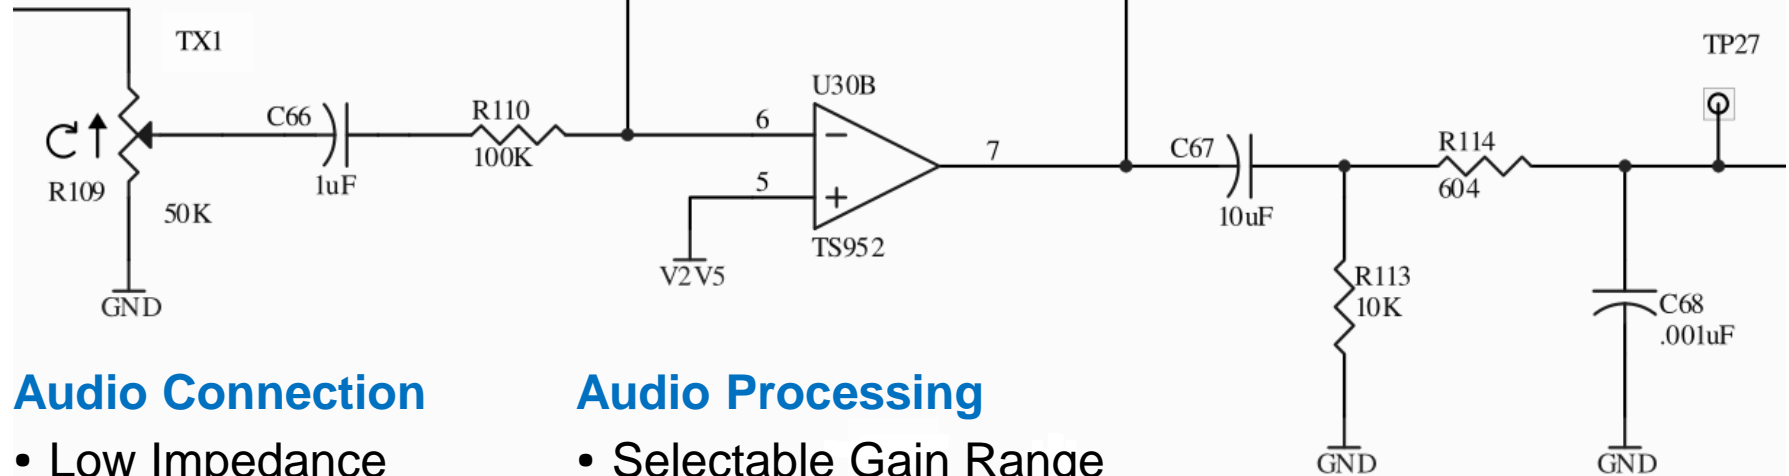 TX1
TP27
U30B
C66
R110
6
100K
1uF
R109
50K
GND
5
V2V5
TS952
7
C67
10uF
R114
604
R113
10K
C68
.001uF
GND
GND
Audio Connection
• Low Impedance
Audio Processing
• Selectable Gain Range